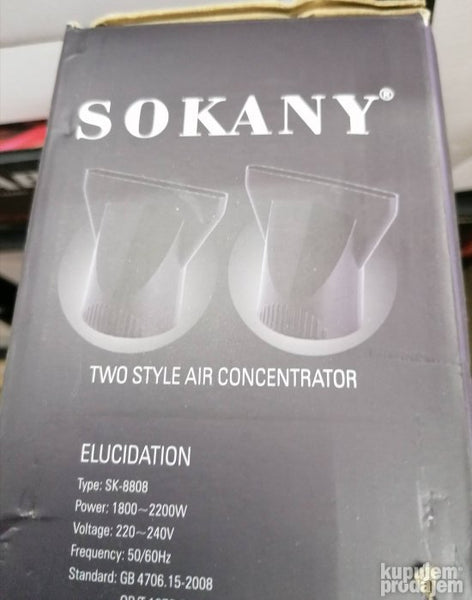 SOKANY®
TWO STYLE AIR CONCENTRATOR
ELUCIDATION
Type: SK-8808
Power: 1800~2200W
Voltage: 220~240V
Frequency: 50/60Hz
Standard: GB 4706.15-2008
kupujem
prodajem